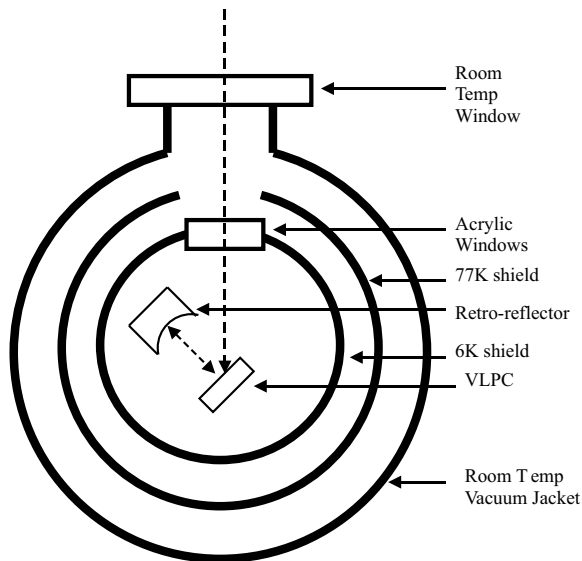 Room
Temp
Window
Acrylic
Windows
77K shield
Retro-reflector
6K shield
VLPC
Room T emp
Vacuum Jacket